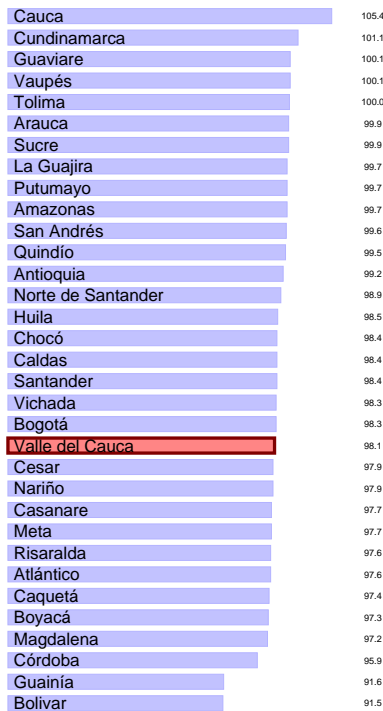 Cauca 105.4
Cundinamarca 101.1
Guaviare 100.1
Vaupés 100.1
Tolima 100.0
Arauca 99.9
Sucre 99.9
La Guajira 99.7
Putumayo 99.7
Amazonas 99.7
San Andrés 99.6
Quindío 99.5
Antioquia 99.2
Norte de Santander 98.9
Huila 98.5
Chocó 98.4
Caldas 98.4
Santander 98.4
Vichada 98.3
Bogotá 98.3
Valle del Cauca 98.1
Cesar 97.9
Nariño 97.9
Casanare 97.7
Meta 97.7
Risaralda 97.6
Atlántico 97.6
Caquetá 97.4
Boyacá 97.3
Magdalena 97.2
Córdoba 95.9
Guainía 91.6
Bolivar 91.5